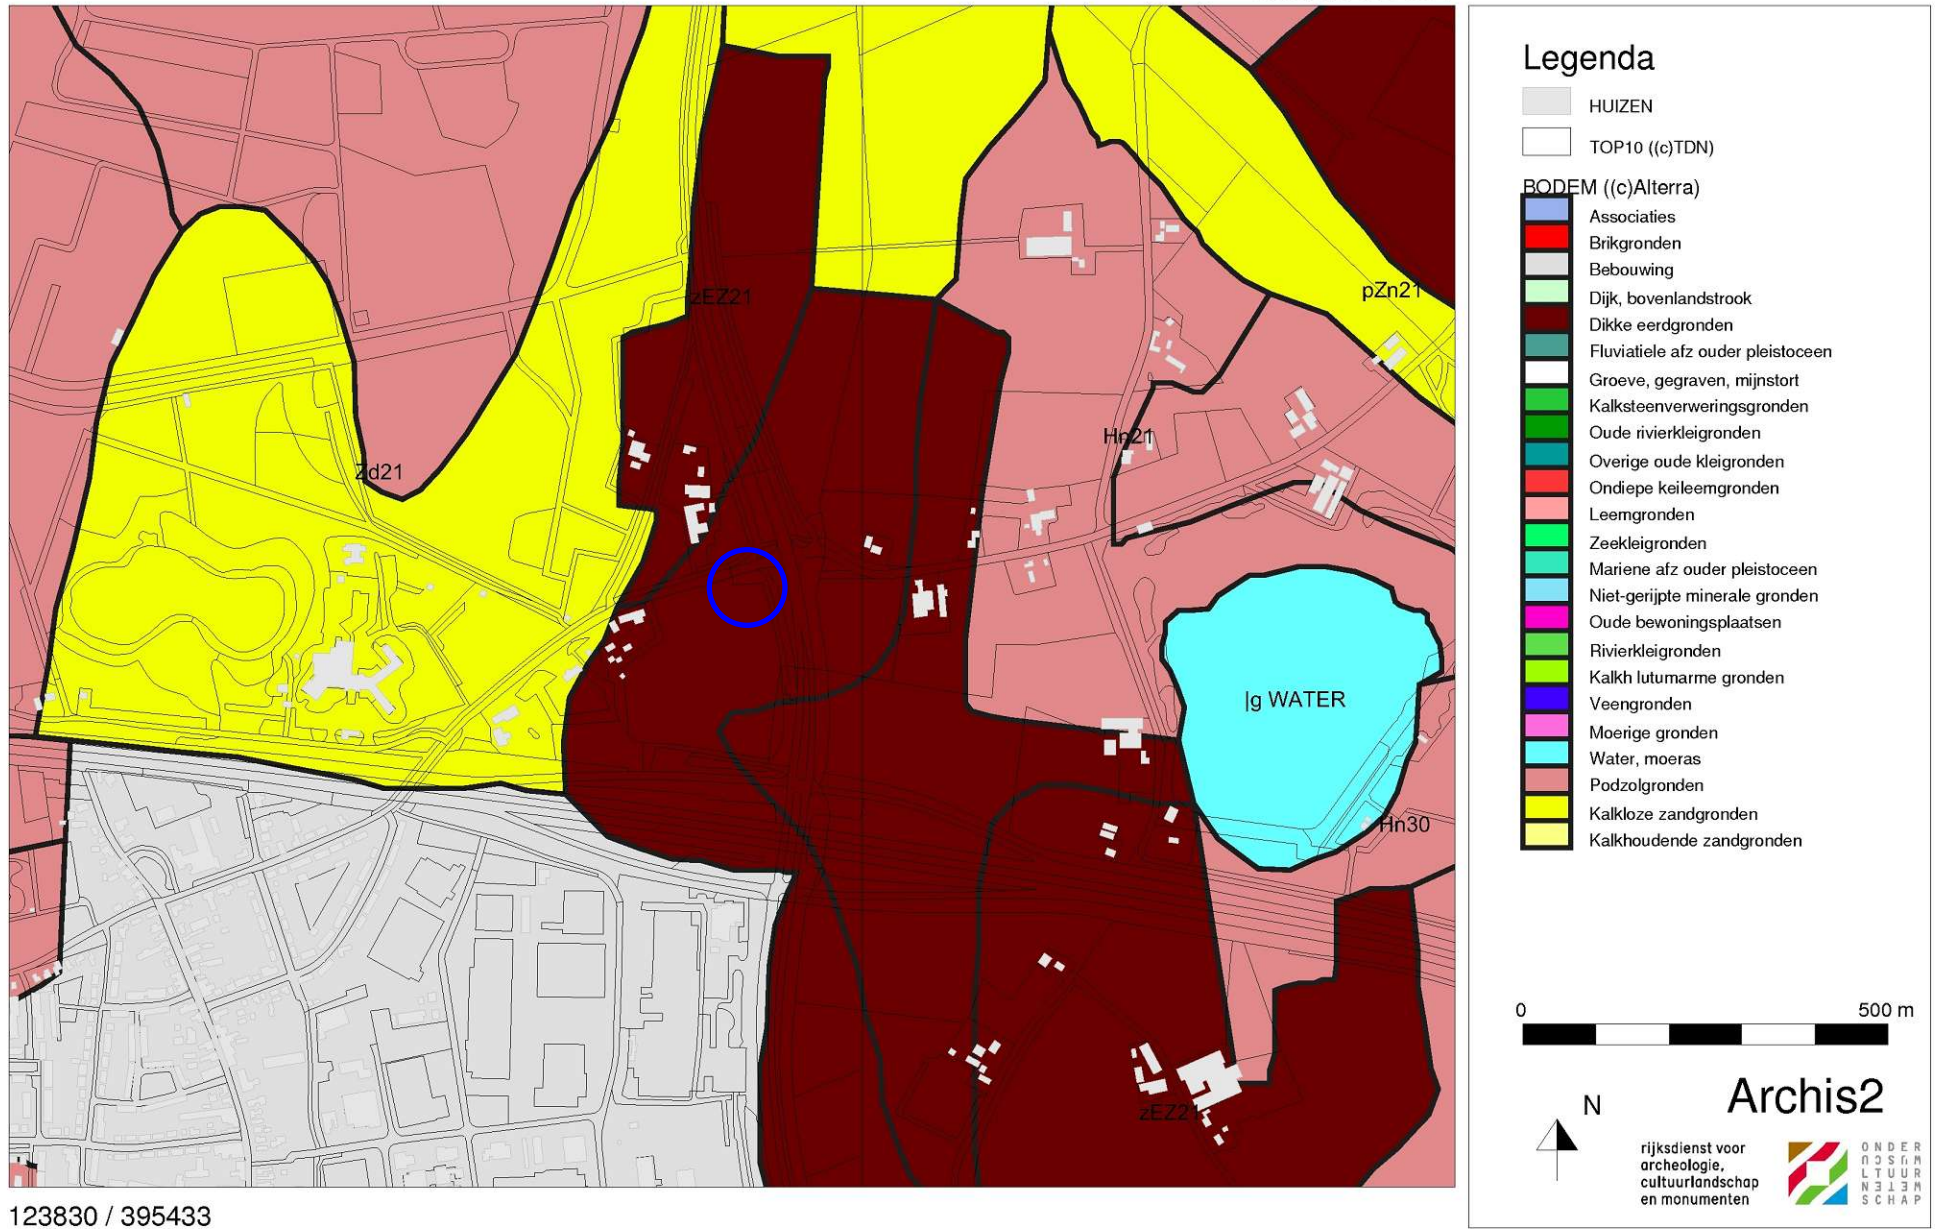 zEZ21
pZn21
Hn21
Zd21
|g WATER
Hn30
zEZ21
123830 / 395433
Legenda
HUIZEN
TOP10 ((c)TDN)
BODEM ((c)Alterra)
Associaties
Brikgronden
Bebouwing
Dijk, bovenlandstrook
Dikke eerdgronden
Fluviatiele afz ouder pleistoceen
Groeve, gegraven, mijnstort
Kalksteenverweringsgronden
Oude rivierkleigronden
Overige oude kleigronden
Ondiepe keileemgronden
Leemgronden
Zeekleigronden
Mariene afz ouder pleistoceen
Niet-gerijpte minerale gronden
Oude bewoningsplaatsen
Rivierkleigronden
Kalkh lutumarme gronden
Veengronden
Moerige gronden
Water, moeras
Podzolgronden
Kalkloze zandgronden
Kalkhoudende zandgronden
0 500 m
Archis2
N
rijksdienst voor
archeologie,
cultuurlandschap
en monumenten
ONDER